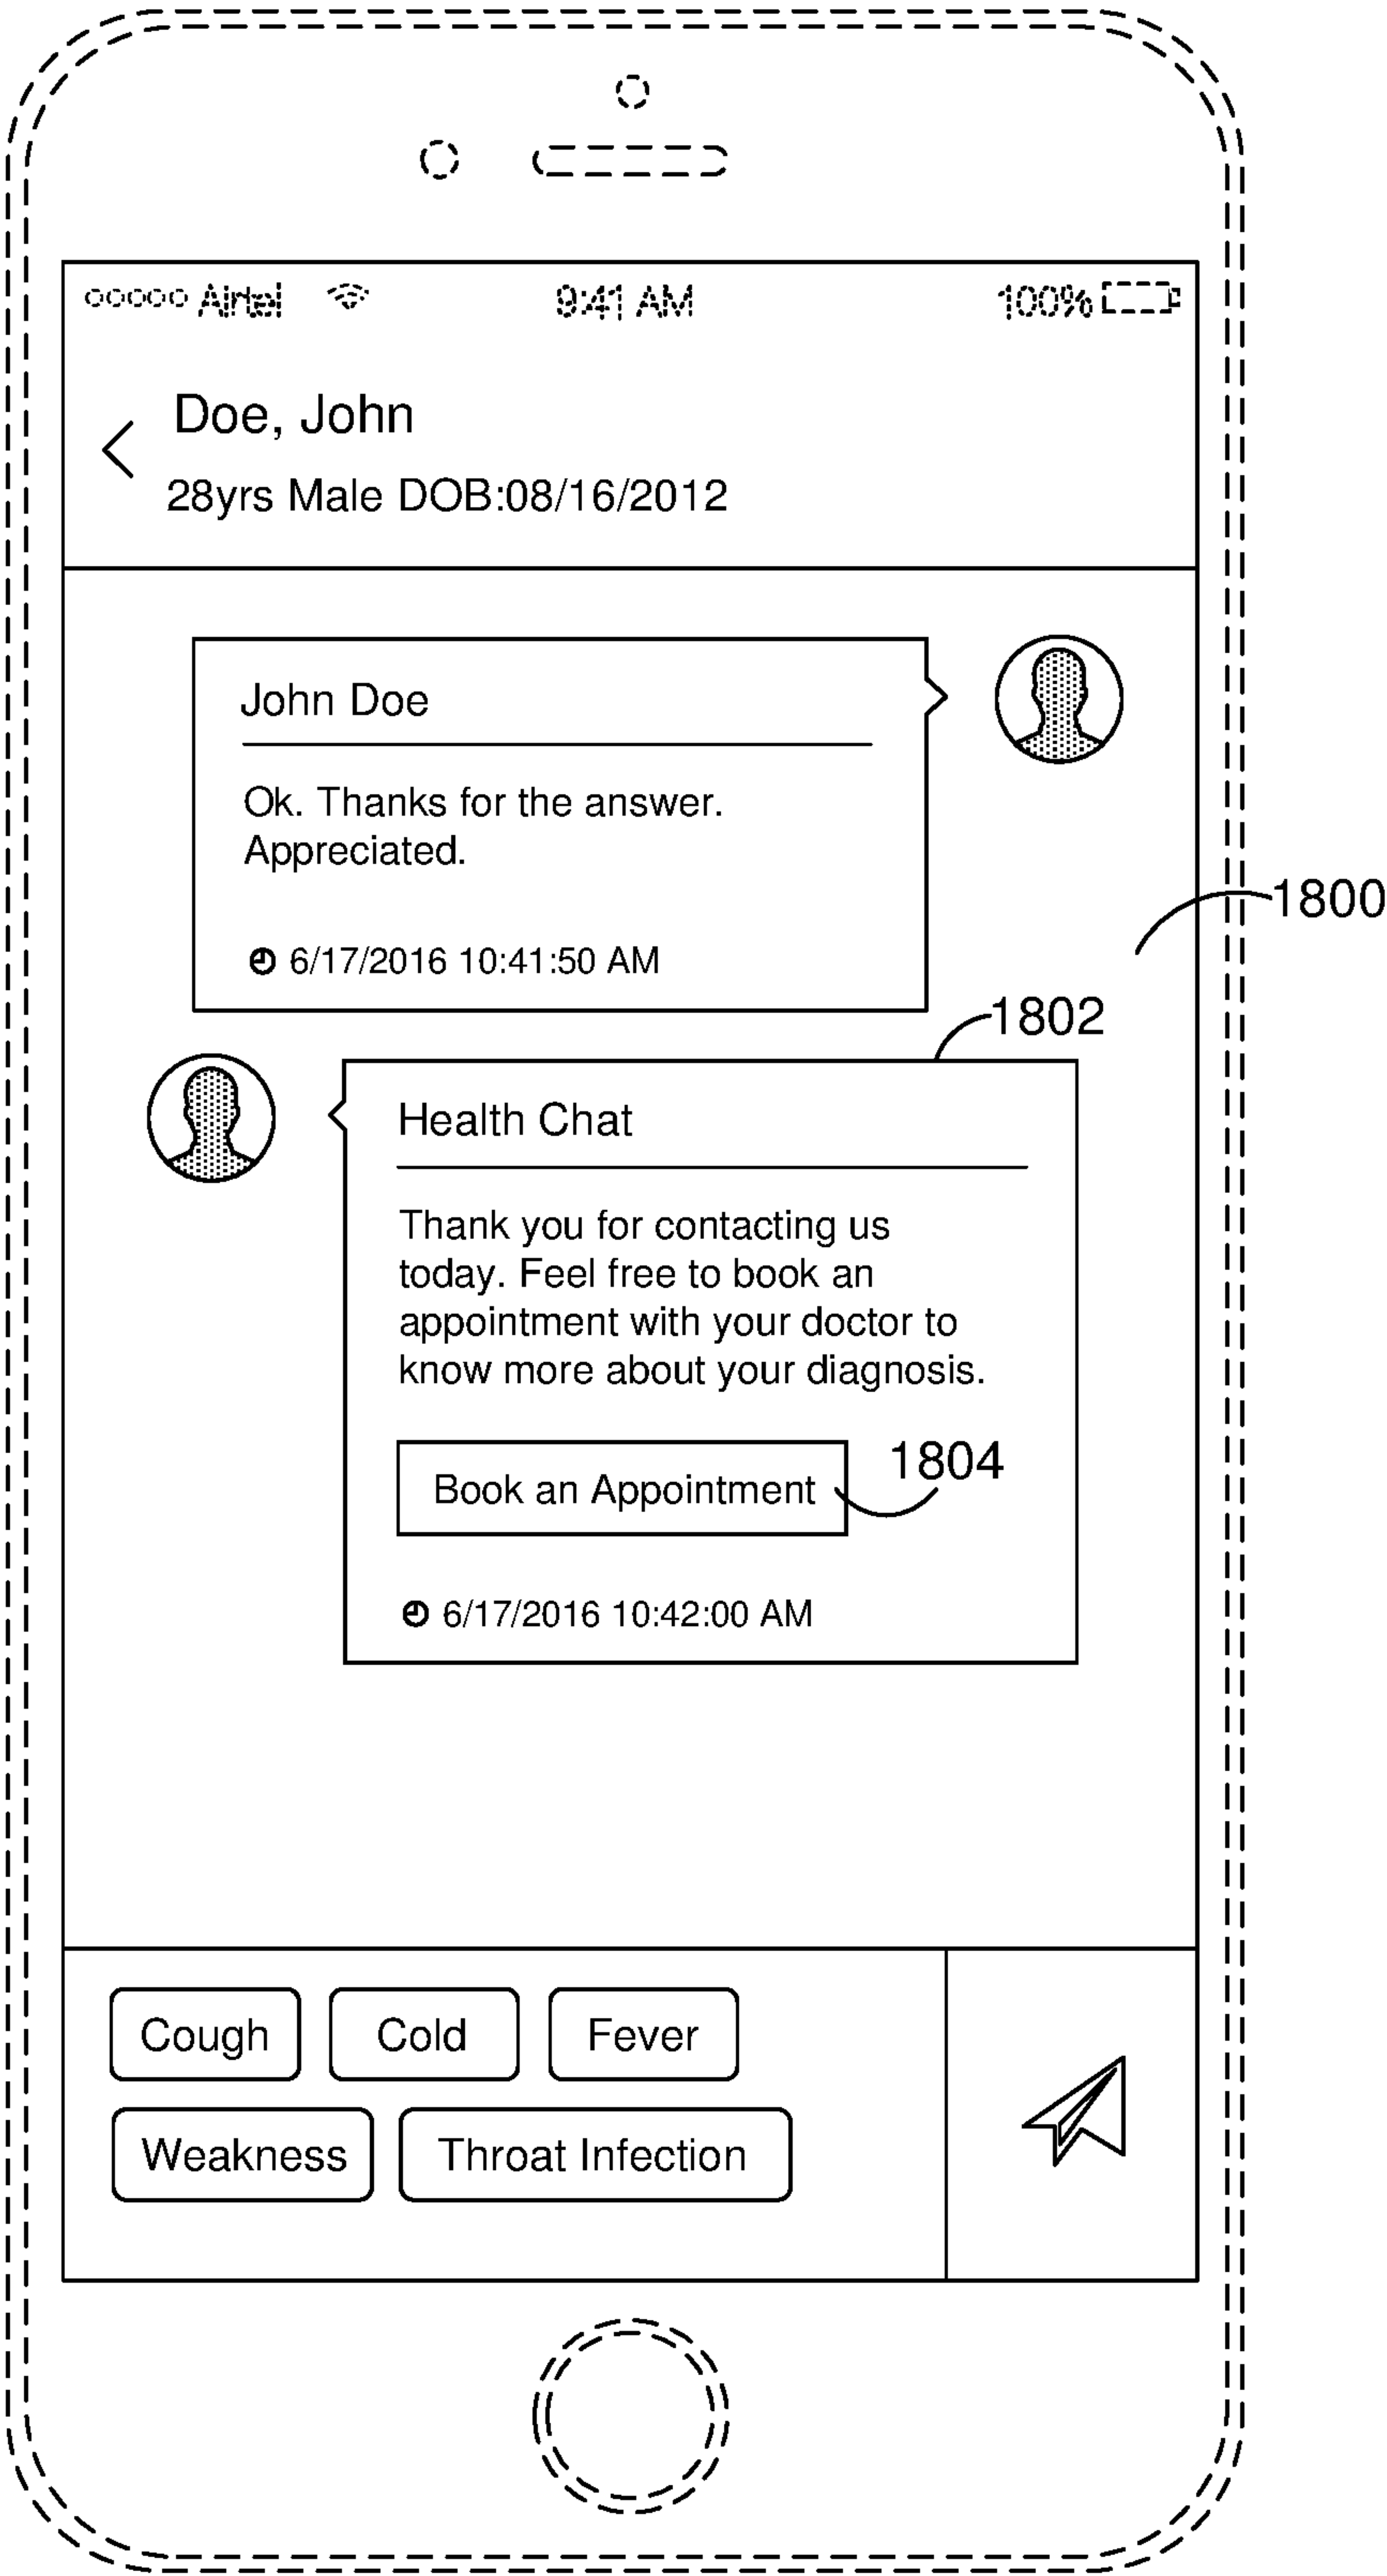 Airtel 9:41 AM 100%
Doe, John
28yrs Male DOB:08/16/2012
John Doe
Ok. Thanks for the answer.
Appreciated.
6/17/2016 10:41:50 AM
1800
1802
Health Chat
Thank you for contacting us
today. Feel free to book an
appointment with your doctor to
know more about your diagnosis.
1804
Book an Appointment
6/17/2016 10:42:00 AM
Cough Cold Fever
Weakness Throat Infection